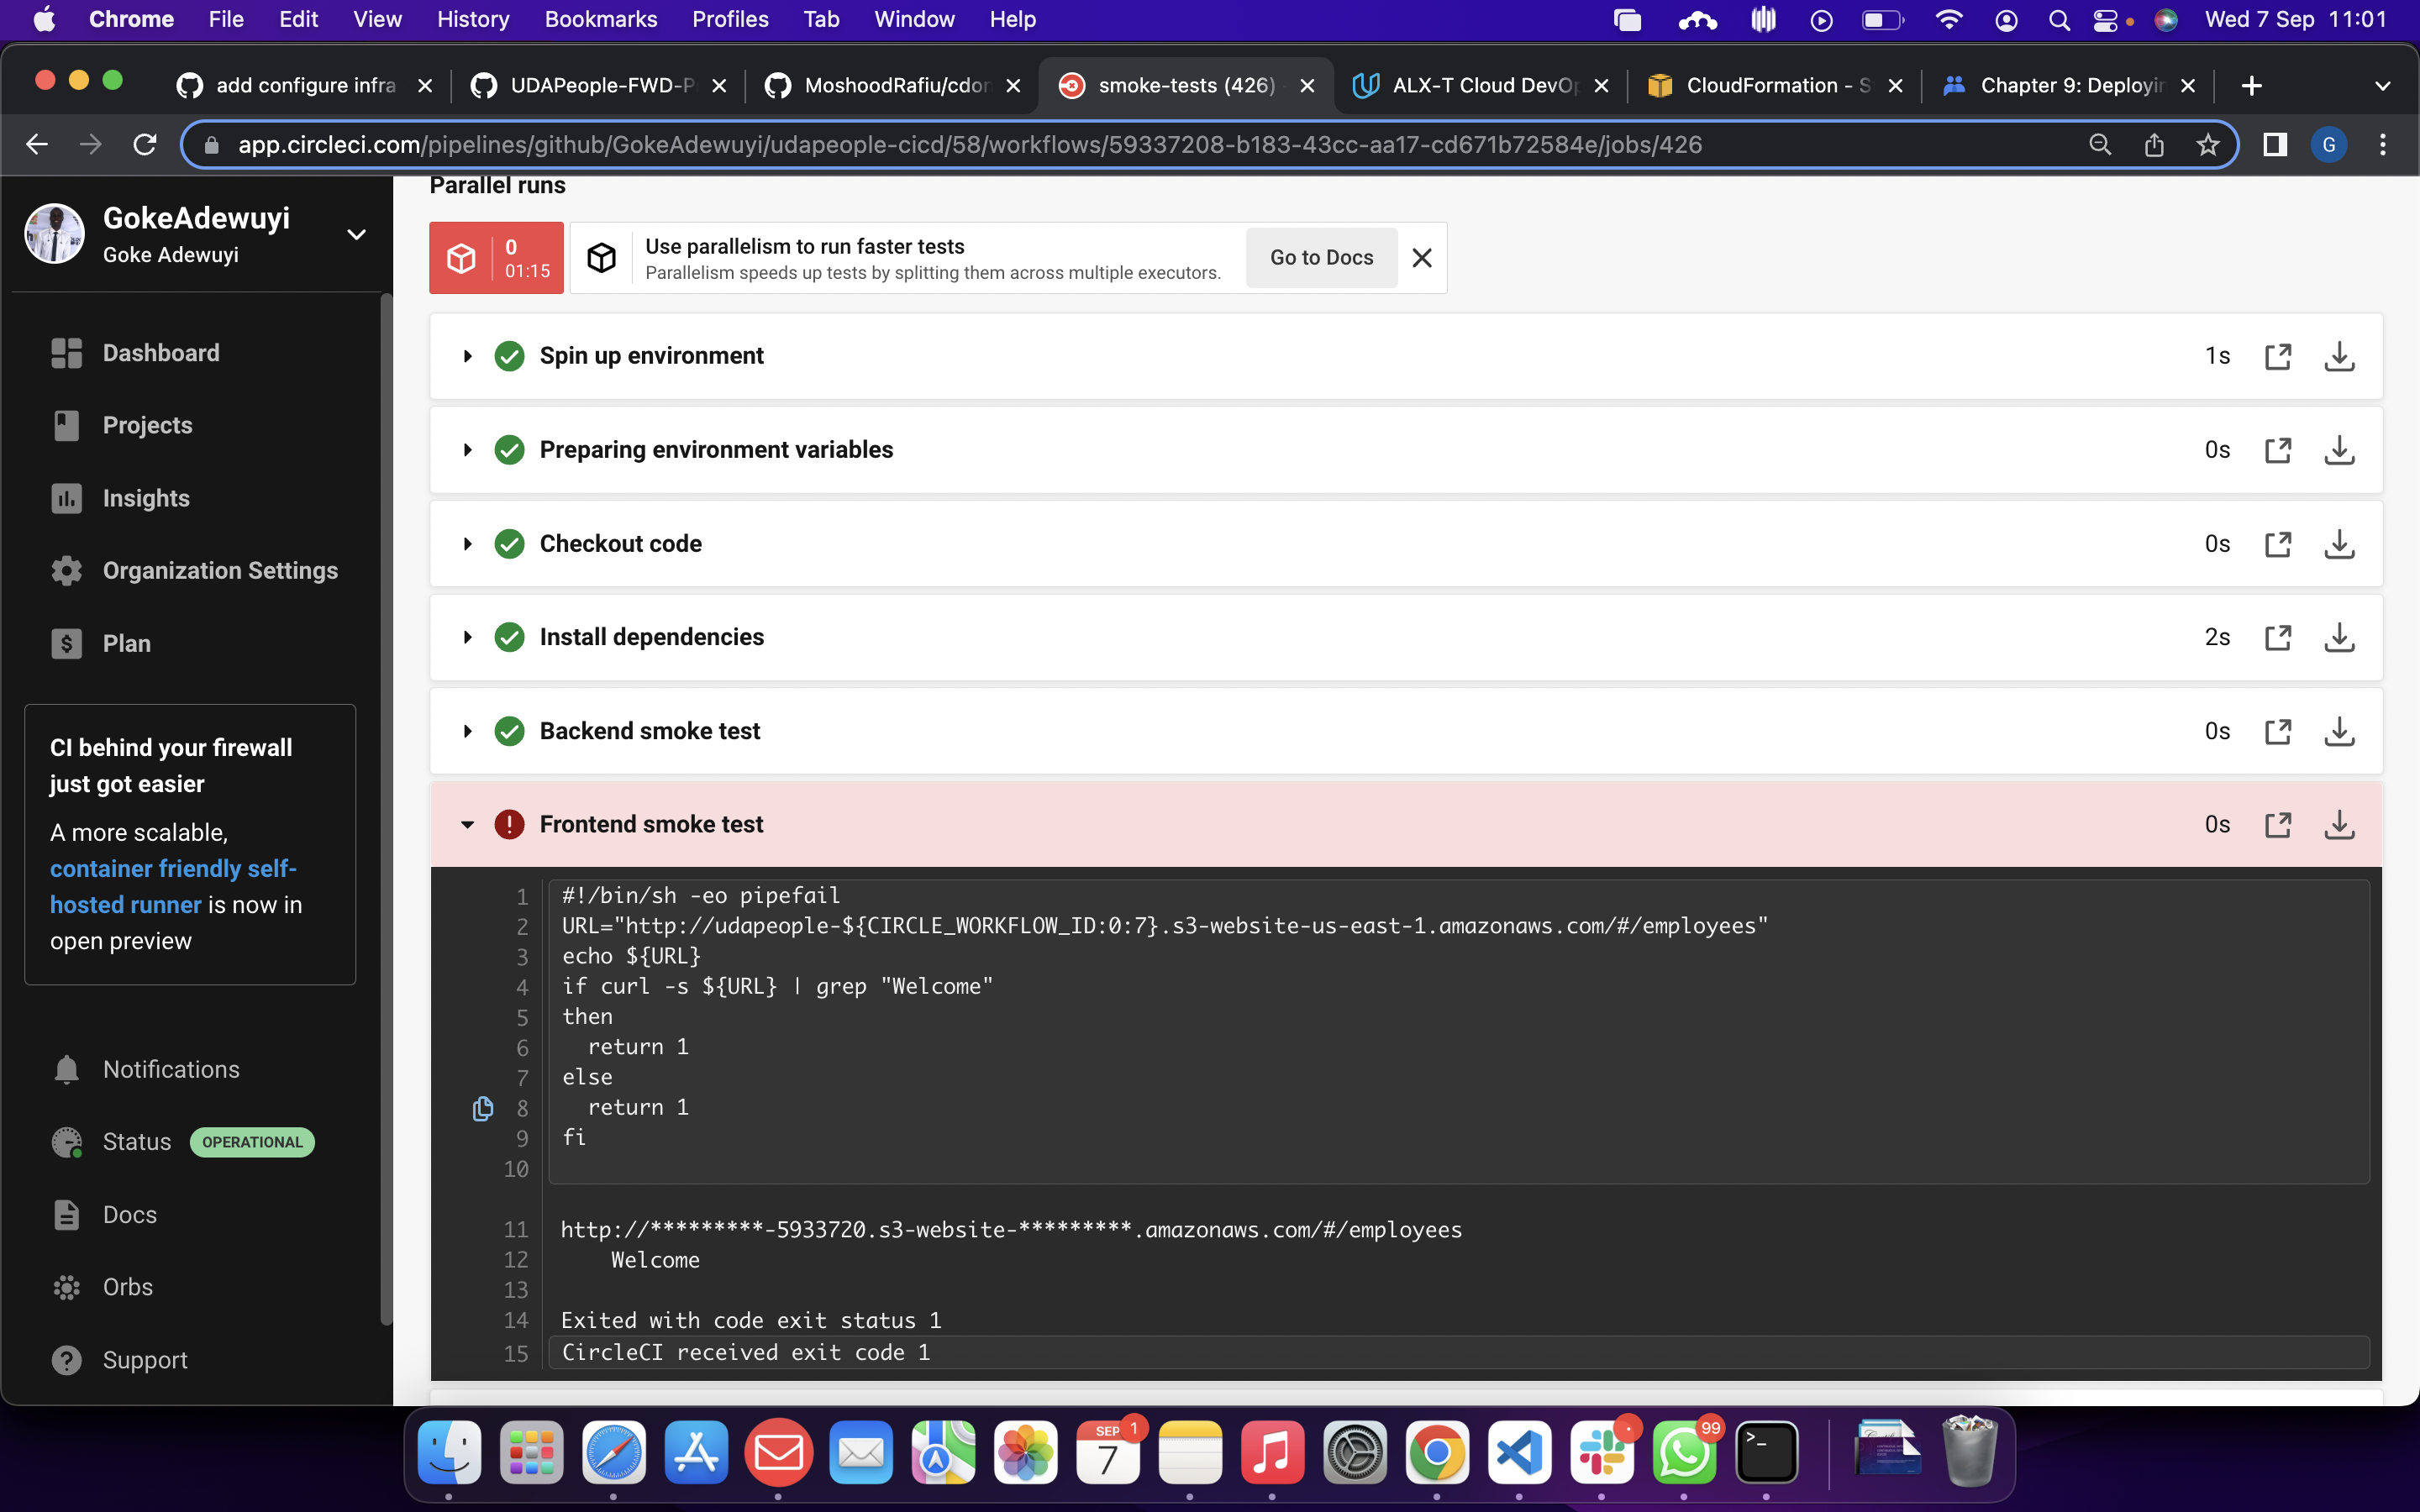 Chrome File Edit View History Bookmarks Profiles Tab Window Help Wed 7 Sep 11:01
add configure infra UDAPeople-FWD-P MoshoodRafiu/cdor smoke-tests (426) ALX-T Cloud DevOp CloudFormation - S Chapter 9: Deployin
app.circleci.com/pipelines/github/GokeAdewuyi/udapeople-cicd/58/workflows/59337208-b183-43cc-aa17-cd671b72584e/jobs/426
G
GokeAdewuyi
Goke Adewuyi
Dashboard
Projects
Insights
Organization Settings
Plan
CI behind your firewall
just got easier
A more scalable,
container friendly self-
hosted runner is now in
open preview
Notifications
Status OPERATIONAL
Docs
Orbs
Support
Parallel runs
0
01:15
Use parallelism to run faster tests
Parallelism speeds up tests by splitting them across multiple executors.
Go to Docs
Spin up environment 1s
Preparing environment variables 0s
Checkout code 0s
Install dependencies 2s
Backend smoke test 0s
Frontend smoke test 0s
1 #!/bin/sh -eo pipefail
2 URL="http://udapeople-${CIRCLE_WORKFLOW_ID:0:7}.s3-website-us-east-1.amazonaws.com/#/employees"
3 echo ${URL}
4 if curl -s ${URL} | grep "Welcome"
5 then
6 return 1
7 else
8 return 1
9 fi
10
11 http://*********-5933720.s3-website-*********.amazonaws.com/#/employees
12 Welcome
13
14 Exited with code exit status 1
15 CircleCI received exit code 1
SEP 1
7
99
>_